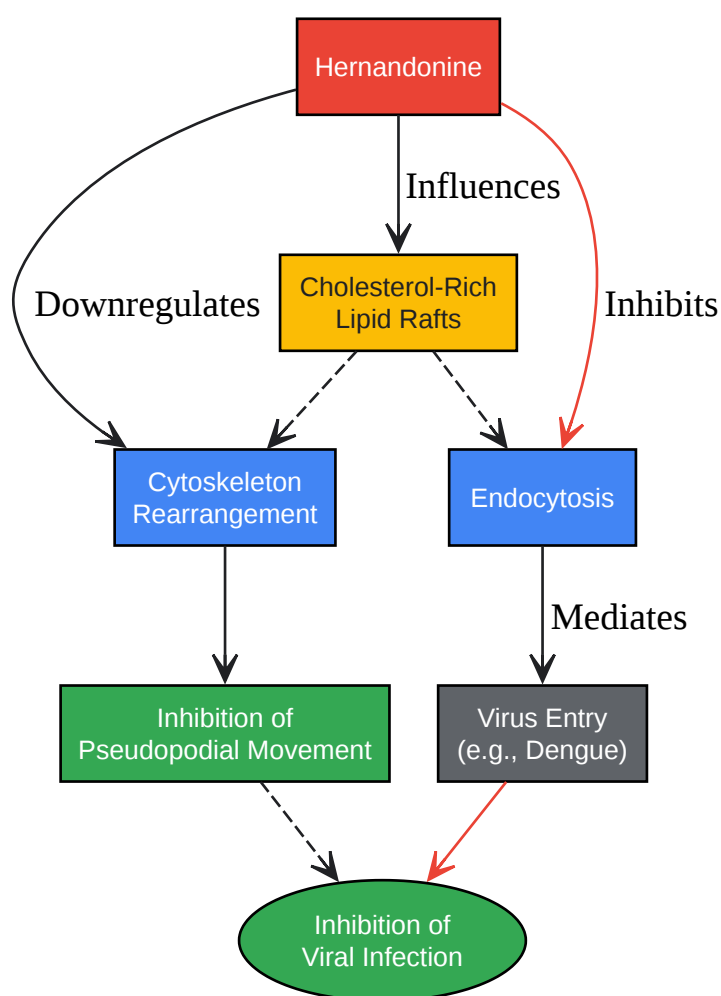 Hernandonine
Influences
Cholesterol-Rich
Lipid Rafts
Downregulates
Inhibits
Cytoskeleton
Rearrangement
Endocytosis
Mediates
Inhibition of
Pseudopodial Movement
Virus Entry
(e.g., Dengue)
Inhibition of
Viral Infection